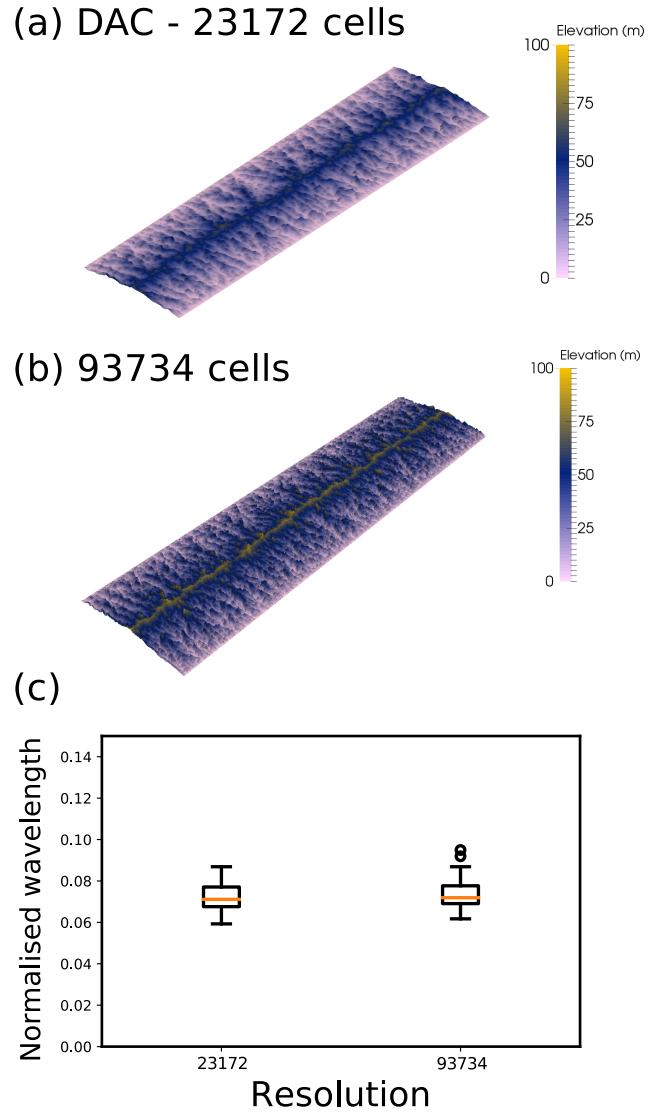 (a) DAC - 23172 cells
Elevation (m)
100
75
50
25
0
(b) 93734 cells
Elevation (m)
100
75
50
25
0
(c)
Normalised wavelength
0.14
0.12
0.10
0.08
0.06
0.04
0.02
0.00
23172 93734
Resolution